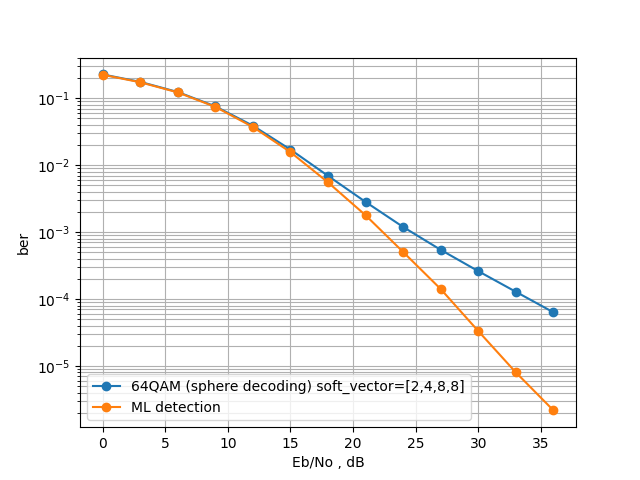 10⁻¹
10⁻²
10⁻³
10⁻⁴
10⁻⁵
ber
64QAM (sphere decoding) soft_vector=[2,4,8,8]
ML detection
0 5 10 15 20 25 30 35
Eb/No , dB